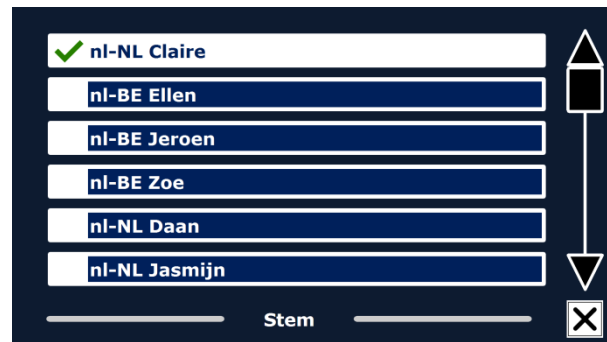 nl-NL Claire
nl-BE Ellen
nl-BE Jeroen
nl-BE Zoe
nl-NL Daan
nl-NL Jasmijn
Stem